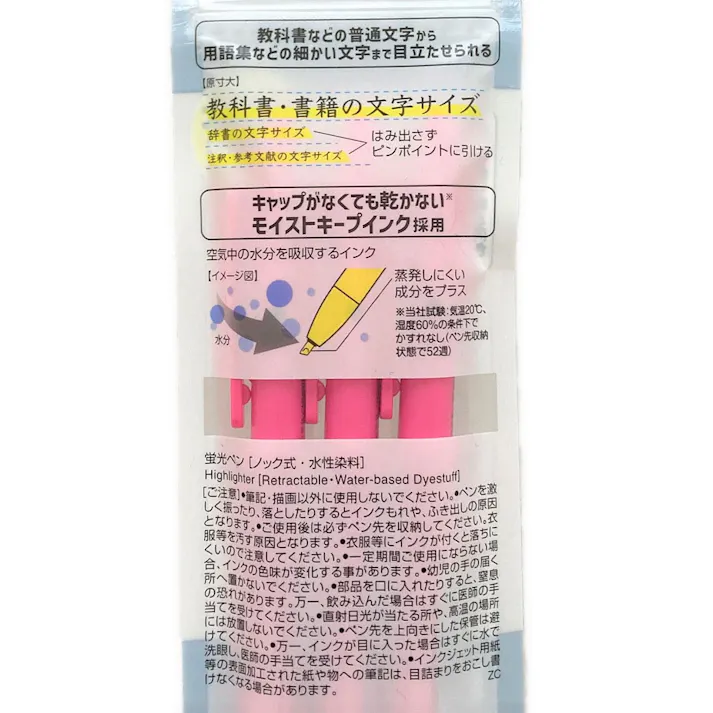 教科書などの普通文字から
用語集などの細かい文字まで目立たせられる
【原寸大】
教科書・書籍の文字サイズ
辞書の文字サイズ
注釈・参考文献の文字サイズ
はみ出さず
ピンポイントに引ける
キャップがなくても乾かない※
モイストキープインク採用
空気中の水分を吸収するインク
【イメージ図】
水分
蒸発しにくい
成分をプラス
※当社試験:気温20℃、
湿度60%の条件下で
かすれなし(ペン先収納
状態で52週)
蛍光ペン[ノック式・水性染料]
Highlighter [Retractable・Water-based Dyestuff]
[ご注意]●筆記・描画以外に使用しないでください。●ペンを激
しく振ったり、落としたりするとインクもれや、ふき出しの原因
となります。●ご使用後は必ずペン先を収納してください。衣
服等を汚す原因となります。●衣服等にインクが付くと落ちに
くいので注意してください。●一定期間ご使用にならない場
合、インクの色味が変化する事があります。●幼児の手の届く
所へ置かないでください。●部品を口に入れたりすると、窒息
の恐れがあります。万一、飲み込んだ場合はすぐに医師の手
当てを受けてください。●直射日光が当たる所や、高温の場所
には放置しないでください。●ペン先を上向きにした保管は避
けてください。●万一、インクが目に入った場合はすぐに水で
洗眼し、医師の手当てを受けてください。●インクジェット用紙
等の表面加工された紙や物への筆記は、目詰まりをおこし書
けなくなる場合があります。
ZC